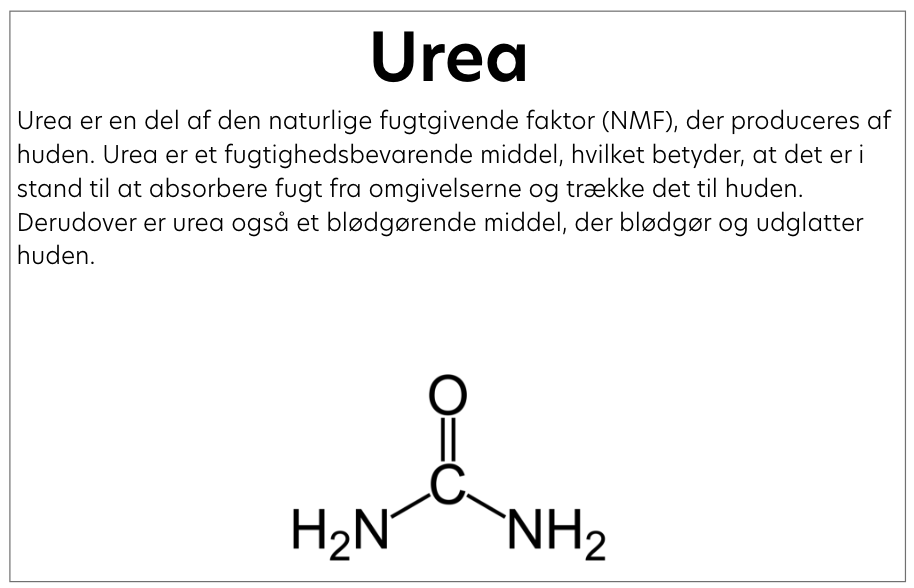 Urea
Urea er en del af den naturlige fugtgivende faktor (NMF), der produceres af
huden. Urea er et fugtighedsbevarende middel, hvilket betyder, at det er i
stand til at absorbere fugt fra omgivelserne og trække det til huden.
Derudover er urea også et blødgørende middel, der blødgør og udglatter
huden.
O
C
H₂N NH₂